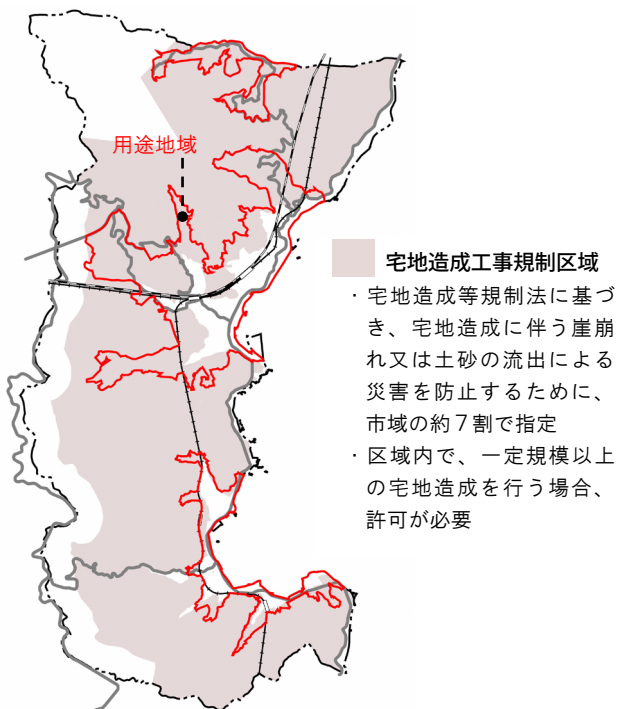 用途地域
宅地造成工事規制区域
・宅地造成等規制法に基づ
き、宅地造成に伴う崖崩
れ又は土砂の流出による
災害を防止するために、
市域の約７割で指定
・区域内で、一定規模以上
の宅地造成を行う場合、
許可が必要